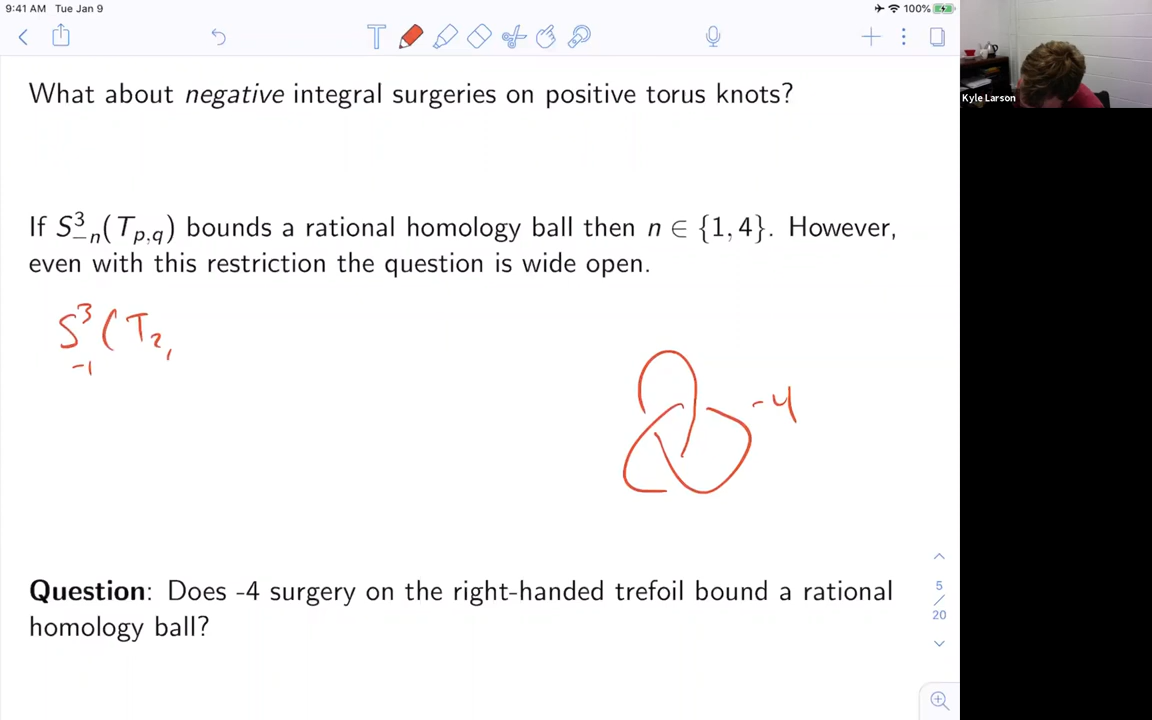 9:41 AM Tue Jan 9
100%
What about negative integral surgeries on positive torus knots?
Kyle Larson
If S³₋ₙ(Tₚ,q) bounds a rational homology ball then n ∈ {1, 4}. However,
even with this restriction the question is wide open.
S³₋₁(T₂,
-4
5
/
20
Question: Does -4 surgery on the right-handed trefoil bound a rational
homology ball?